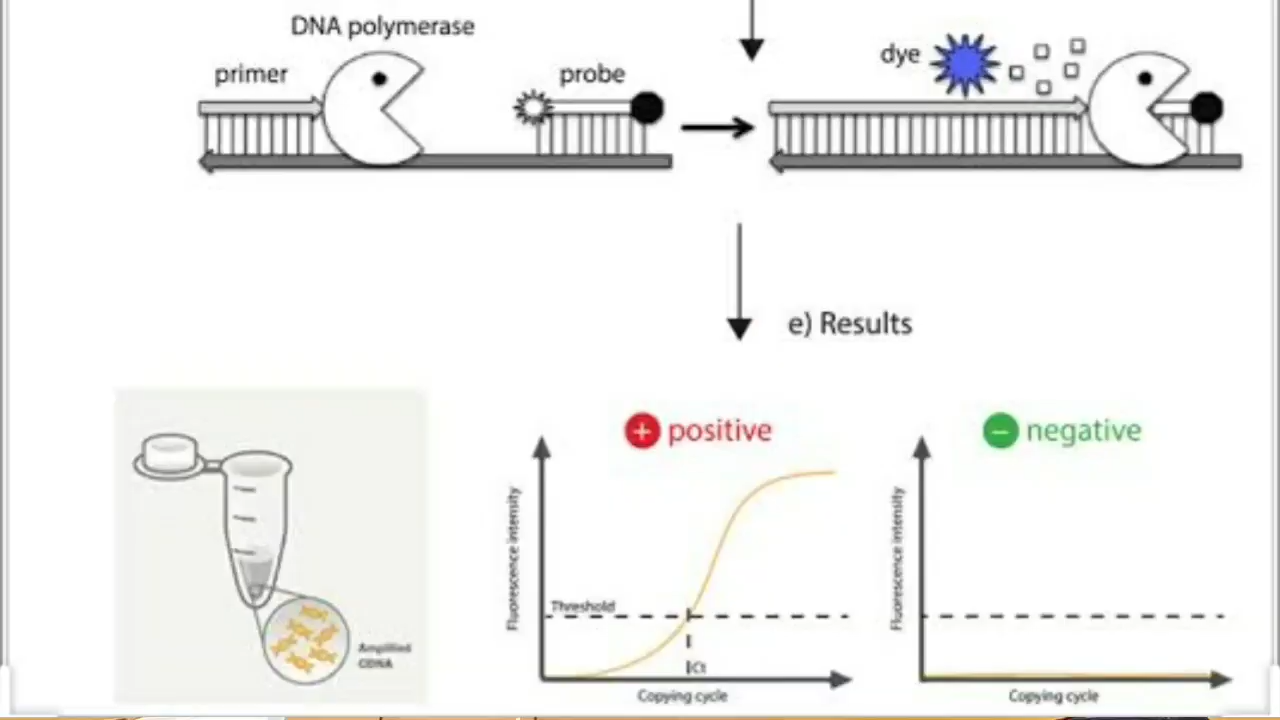 DNA polymerase
primer
probe
dye
e) Results
+ positive
− negative
Fluorescence intensity
Threshold
Ct
Copying cycle
Fluorescence intensity
Copying cycle
Amplified
CDNA